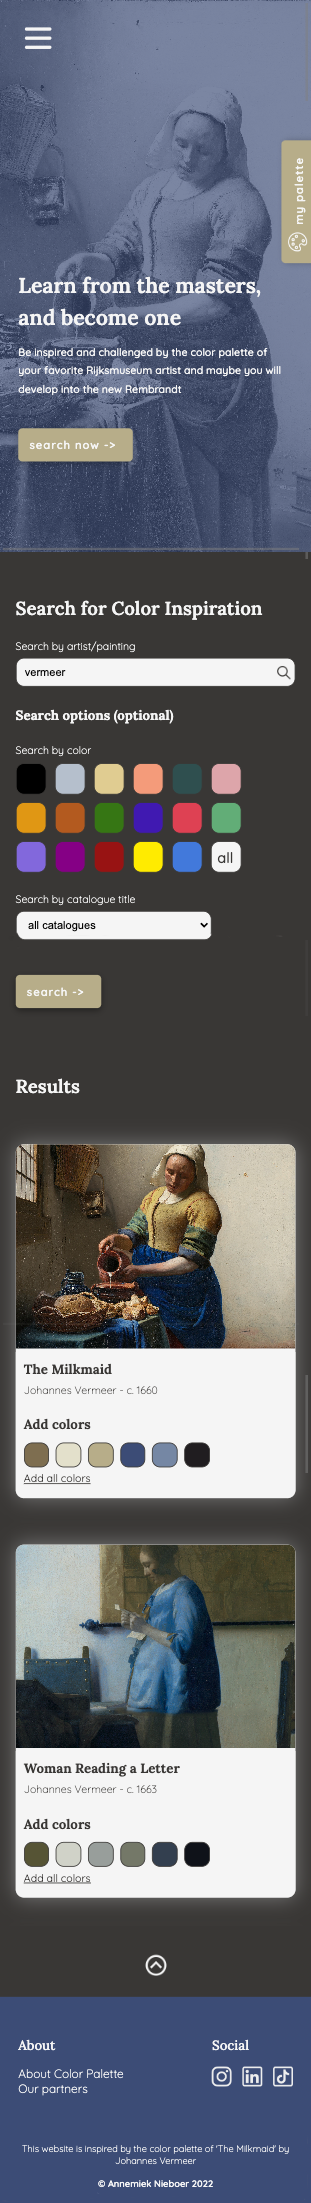 my palette
Learn from the masters,
and become one
Be inspired and challenged by the color palette of
your favorite Rijksmuseum artist and maybe you will
develop into the new Rembrandt
search now ->
Search for Color Inspiration
Search by artist/painting
vermeer
Search options (optional)
Search by color
all
Search by catalogue title
all catalogues
search ->
Results
The Milkmaid
Johannes Vermeer - c. 1660
Add colors
Add all colors
Woman Reading a Letter
Johannes Vermeer - c. 1663
Add colors
Add all colors
About
Social
About Color Palette
Our partners
This website is inspired by the color palette of 'The Milkmaid' by
Johannes Vermeer
© Annemiek Nieboer 2022